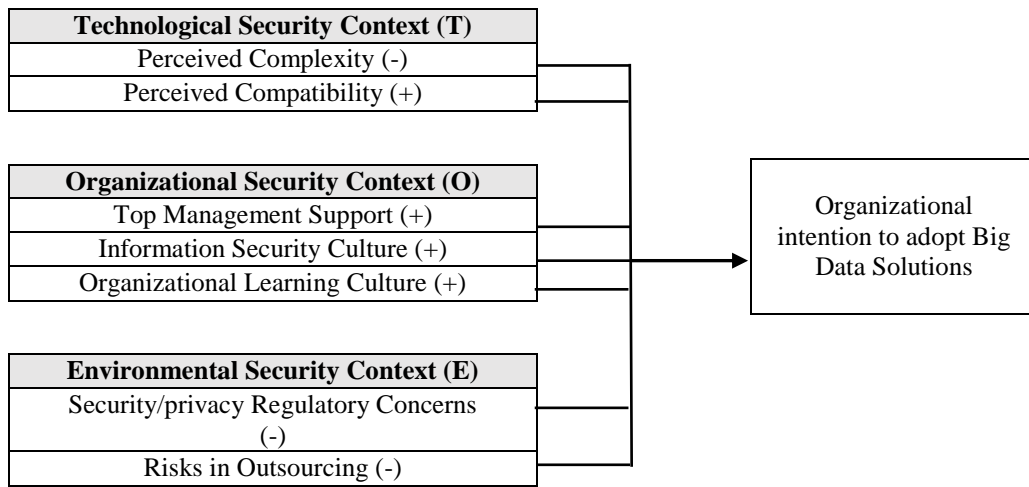 Technological Security Context (T)
Perceived Complexity (-)
Perceived Compatibility (+)
Organizational Security Context (O)
Top Management Support (+)
Information Security Culture (+)
Organizational Learning Culture (+)
Environmental Security Context (E)
Security/privacy Regulatory Concerns
(-)
Risks in Outsourcing (-)
Organizational
intention to adopt Big
Data Solutions